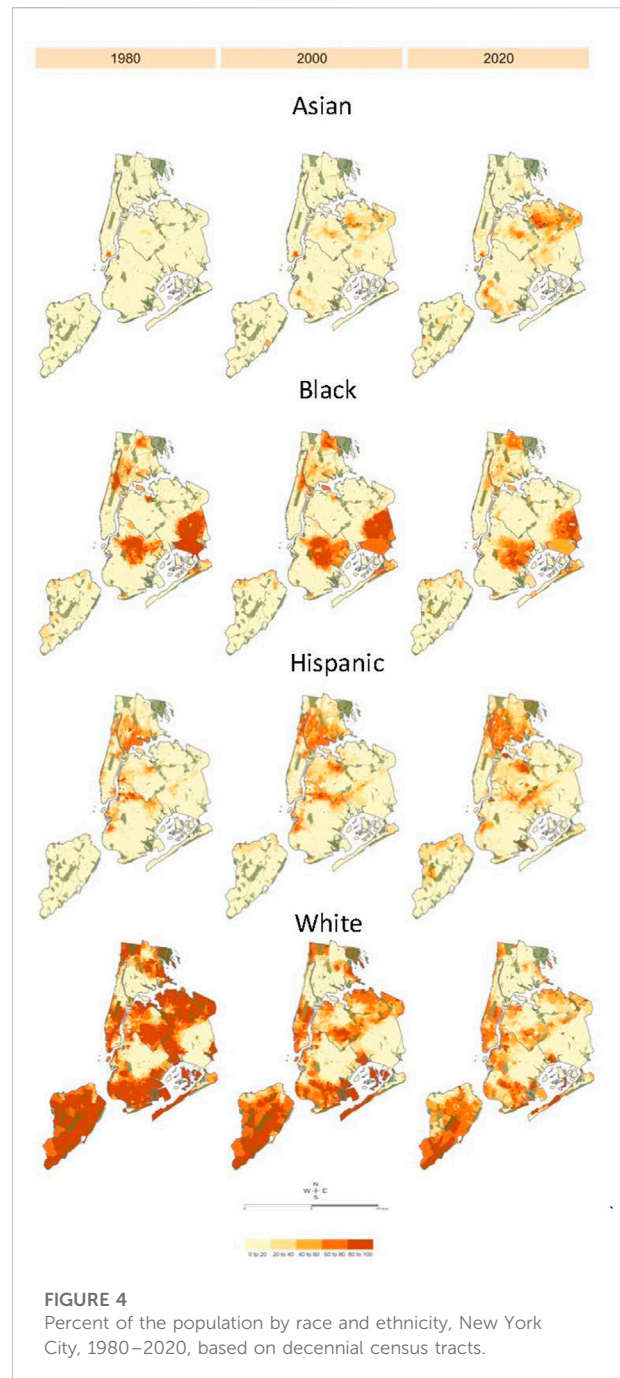 1980 2000 2020
Asian
Black
Hispanic
White
N
W + E
S
0 to 20 20 to 40 40 to 60 60 to 80 80 to 100
FIGURE 4
Percent of the population by race and ethnicity, New York
City, 1980–2020, based on decennial census tracts.